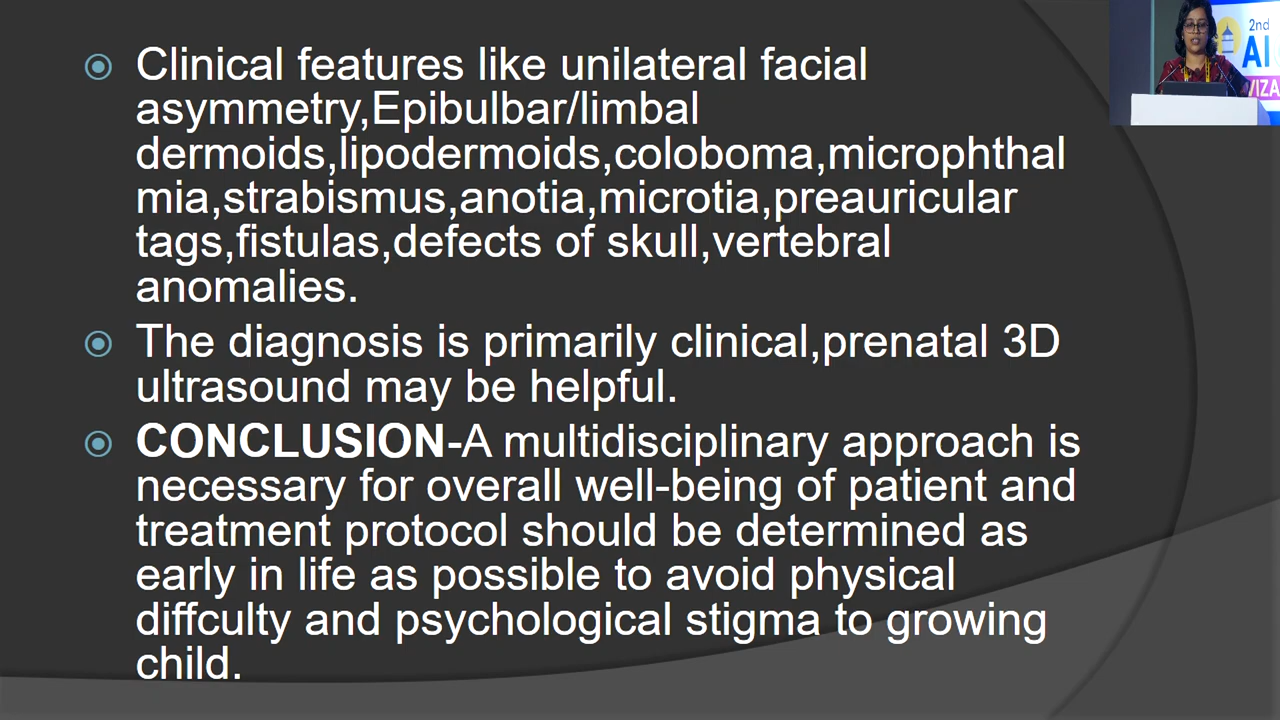 Clinical features like unilateral facial
asymmetry,Epibulbar/limbal
dermoids,lipodermoids,coloboma,microphthal
mia,strabismus,anotia,microtia,preauricular
tags,fistulas,defects of skull,vertebral
anomalies.
The diagnosis is primarily clinical,prenatal 3D
ultrasound may be helpful.
CONCLUSION-A multidisciplinary approach is
necessary for overall well-being of patient and
treatment protocol should be determined as
early in life as possible to avoid physical
diffculty and psychological stigma to growing
child.
2nd
AI
VIZA